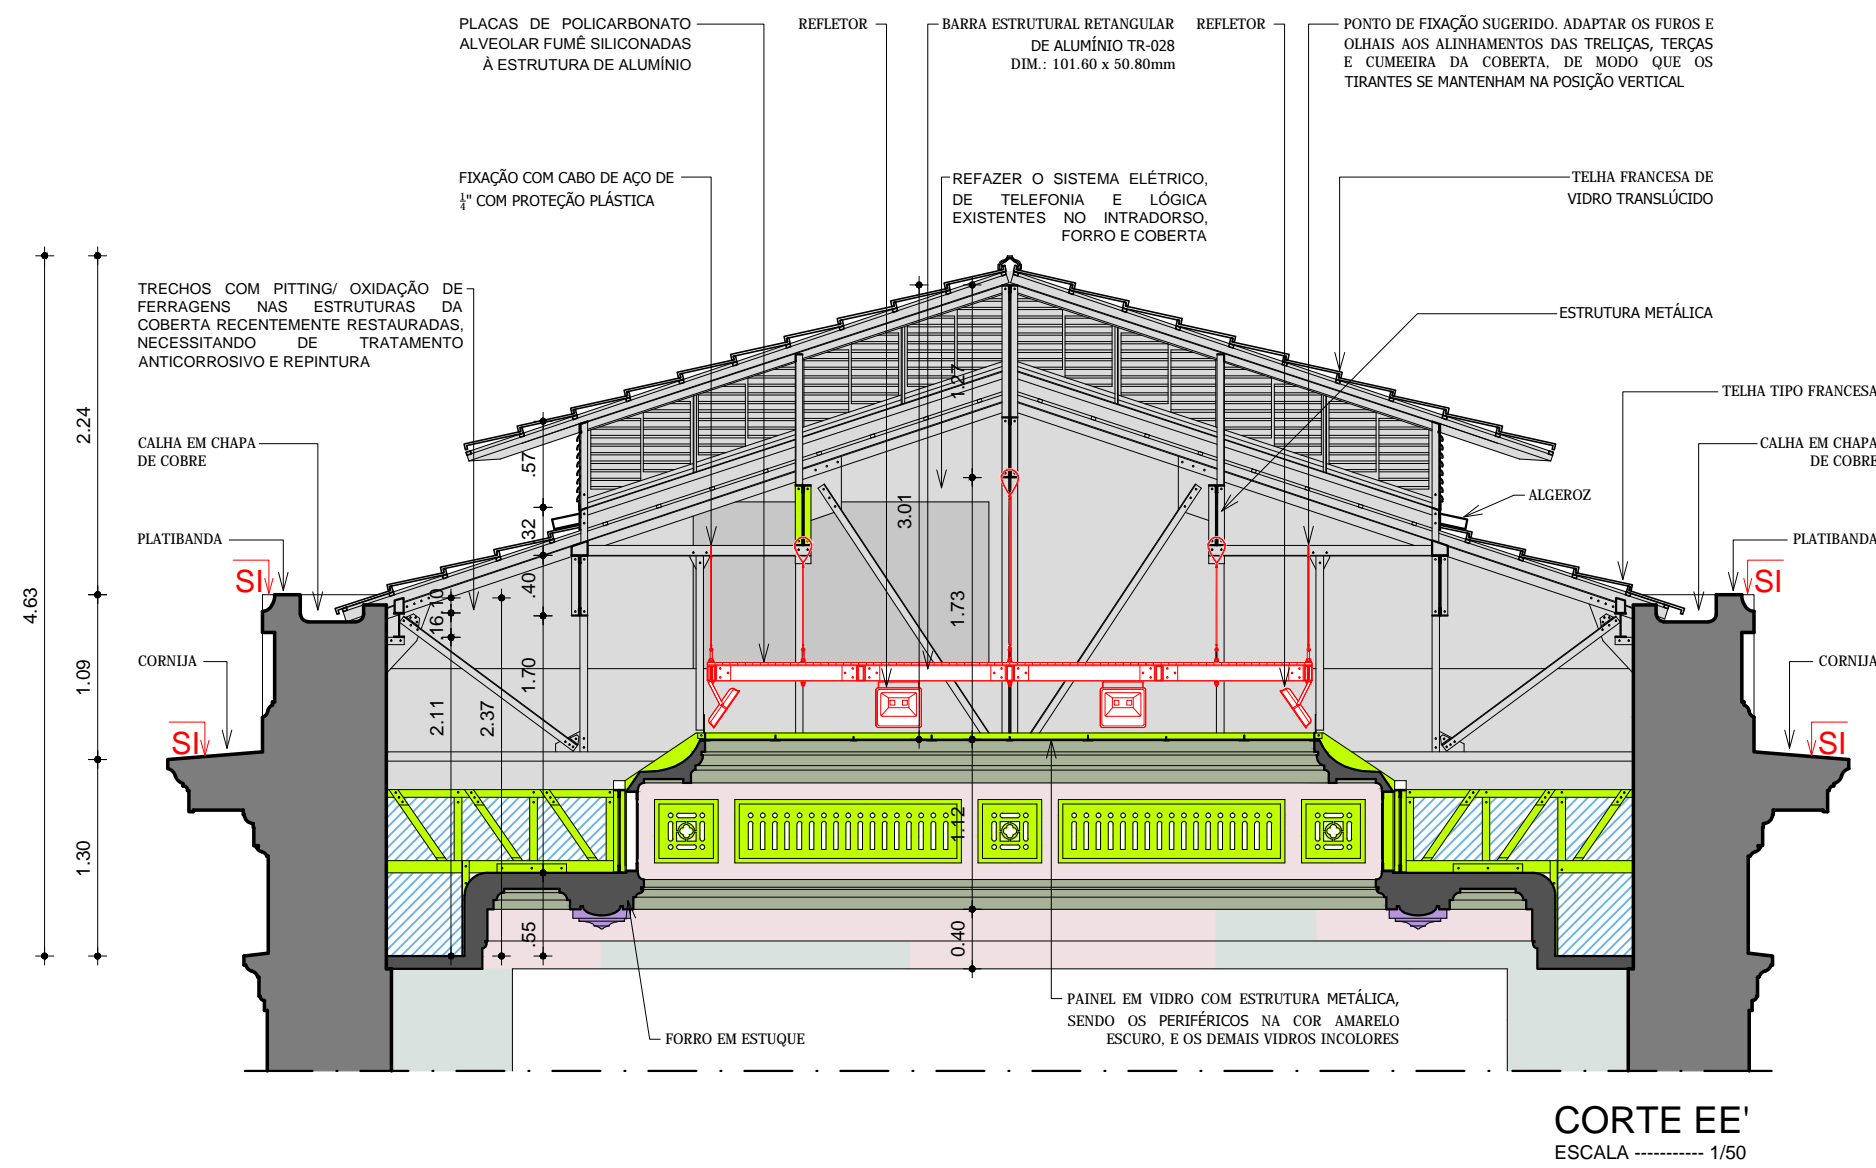 PLACAS DE POLICARBONATO
ALVEOLAR FUMÊ SILICONADAS
À ESTRUTURA DE ALUMÍNIO
REFLETOR
BARRA ESTRUTURAL RETANGULAR
DE ALUMÍNIO TR-028
DIM.: 101.60 x 50.80mm
REFLETOR
PONTO DE FIXAÇÃO SUGERIDO. ADAPTAR OS FUROS E
OLHAIS AOS ALINHAMENTOS DAS TRELIÇAS, TERÇAS
E CUMEEIRA DA COBERTA, DE MODO QUE OS
TIRANTES SE MANTENHAM NA POSIÇÃO VERTICAL
FIXAÇÃO COM CABO DE AÇO DE
¼" COM PROTEÇÃO PLÁSTICA
REFAZER O SISTEMA ELÉTRICO,
DE TELEFONIA E LÓGICA
EXISTENTES NO INTRADORSO,
FORRO E COBERTA
TELHA FRANCESA DE
VIDRO TRANSLÚCIDO
TRECHOS COM PITTING/ OXIDAÇÃO DE
FERRAGENS NAS ESTRUTURAS DA
COBERTA RECENTEMENTE RESTAURADAS,
NECESSITANDO DE TRATAMENTO
ANTICORROSIVO E REPINTURA
ESTRUTURA METÁLICA
TELHA TIPO FRANCESA
CALHA EM CHAPA
DE COBRE
CALHA EM CHAPA
DE COBRE
ALGEROZ
PLATIBANDA
PLATIBANDA
SI
SI
CORNIJA
CORNIJA
SI
SI
4.63
2.24
1.09
1.30
.57
.32
.40
1.70
.55
.10
.16
2.11
2.37
3.01
1.27
1.73
1.12
0.40
FORRO EM ESTUQUE
PAINEL EM VIDRO COM ESTRUTURA METÁLICA,
SENDO OS PERIFÉRICOS NA COR AMARELO
ESCURO, E OS DEMAIS VIDROS INCOLORES
CORTE EE'
ESCALA ----------- 1/50